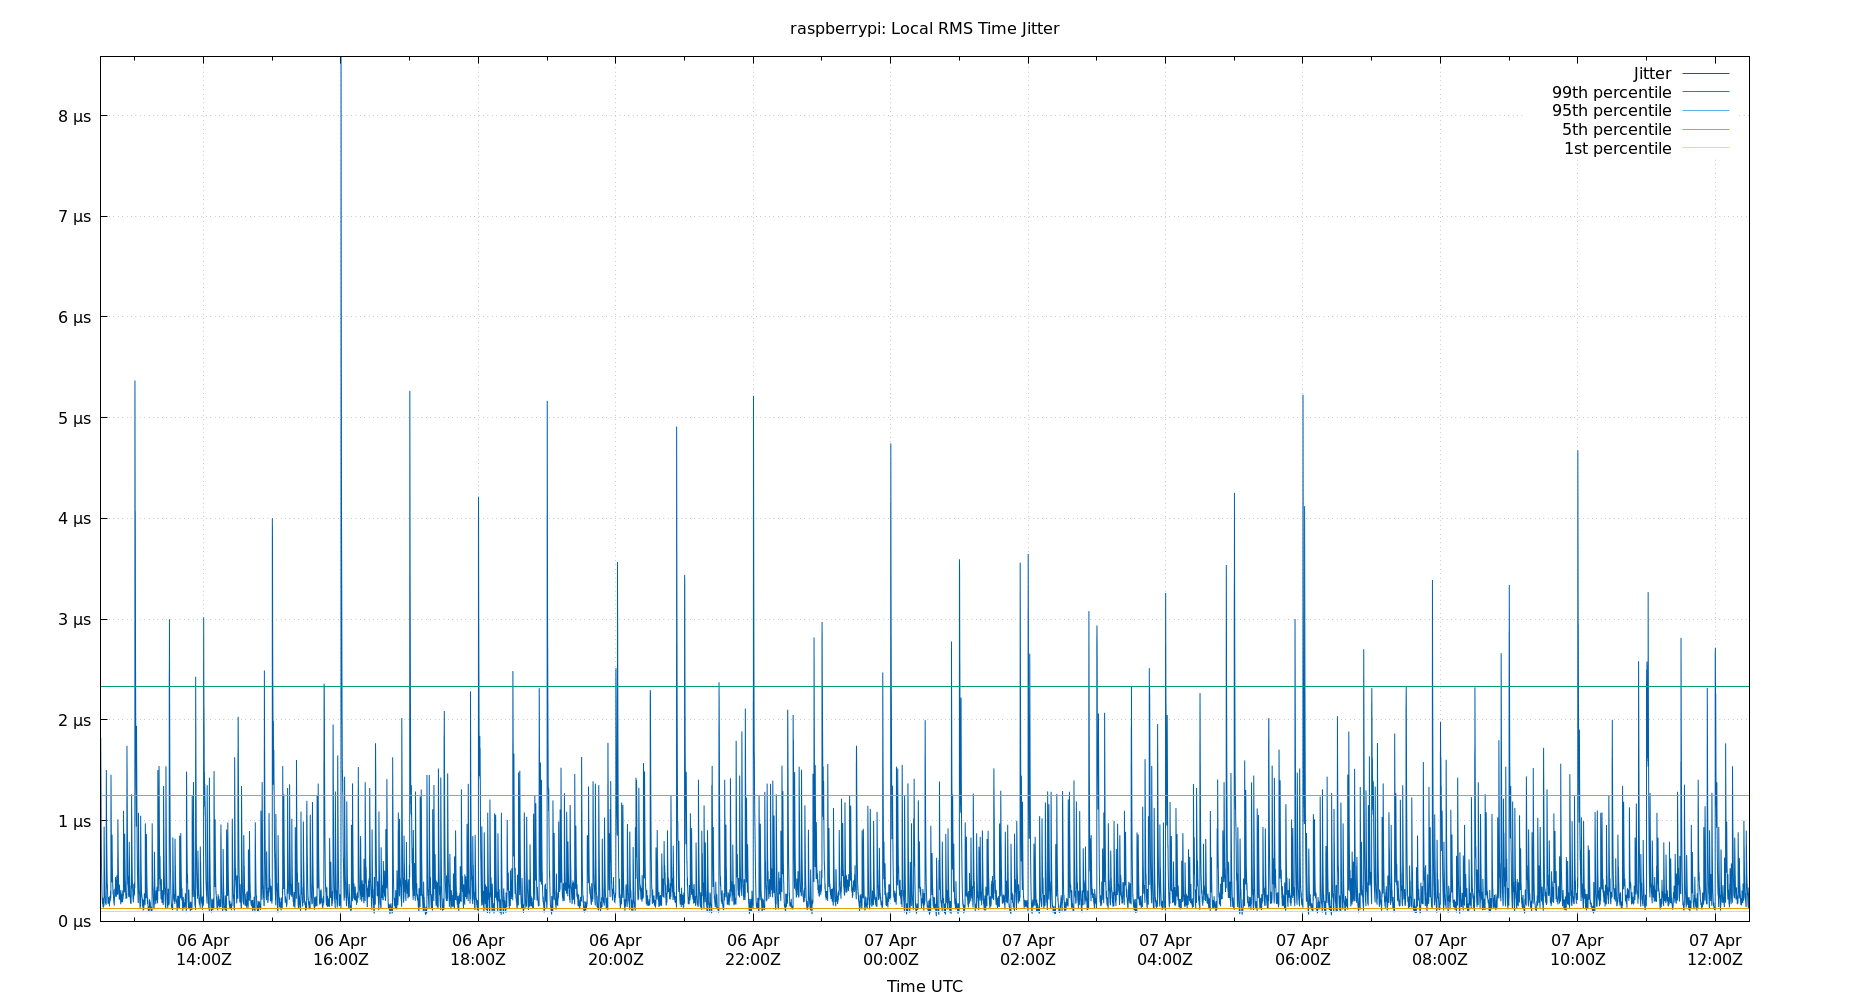 raspberrypi: Local RMS Time Jitter
Jitter
99th percentile
95th percentile
5th percentile
1st percentile
8 µs
7 µs
6 µs
5 µs
4 µs
3 µs
2 µs
1 µs
0 µs
06 Apr 06 Apr 06 Apr 06 Apr 06 Apr 07 Apr 07 Apr 07 Apr 07 Apr 07 Apr 07 Apr 07 Apr
14:00Z 16:00Z 18:00Z 20:00Z 22:00Z 00:00Z 02:00Z 04:00Z 06:00Z 08:00Z 10:00Z 12:00Z
Time UTC